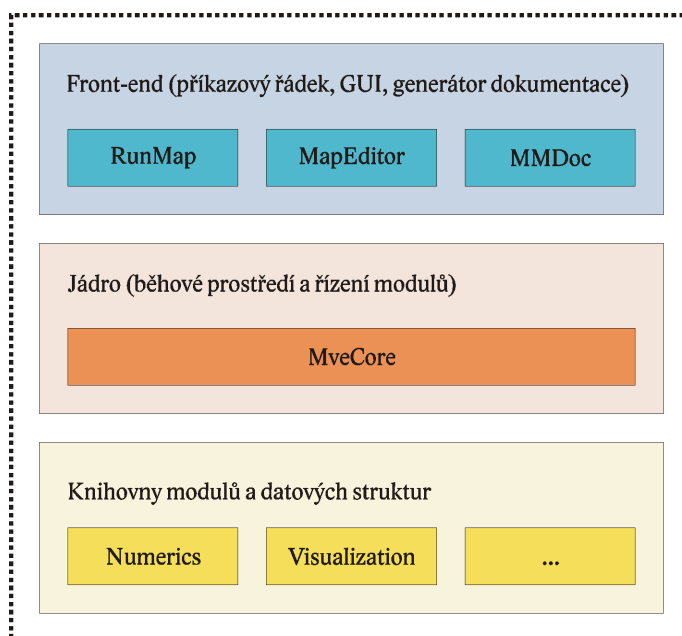 Front-end (příkazový řádek, GUI, generátor dokumentace)
RunMap
MapEditor
MMDoc
Jádro (běhové prostředí a řízení modulů)
MveCore
Knihovny modulů a datových struktur
Numerics
Visualization
...